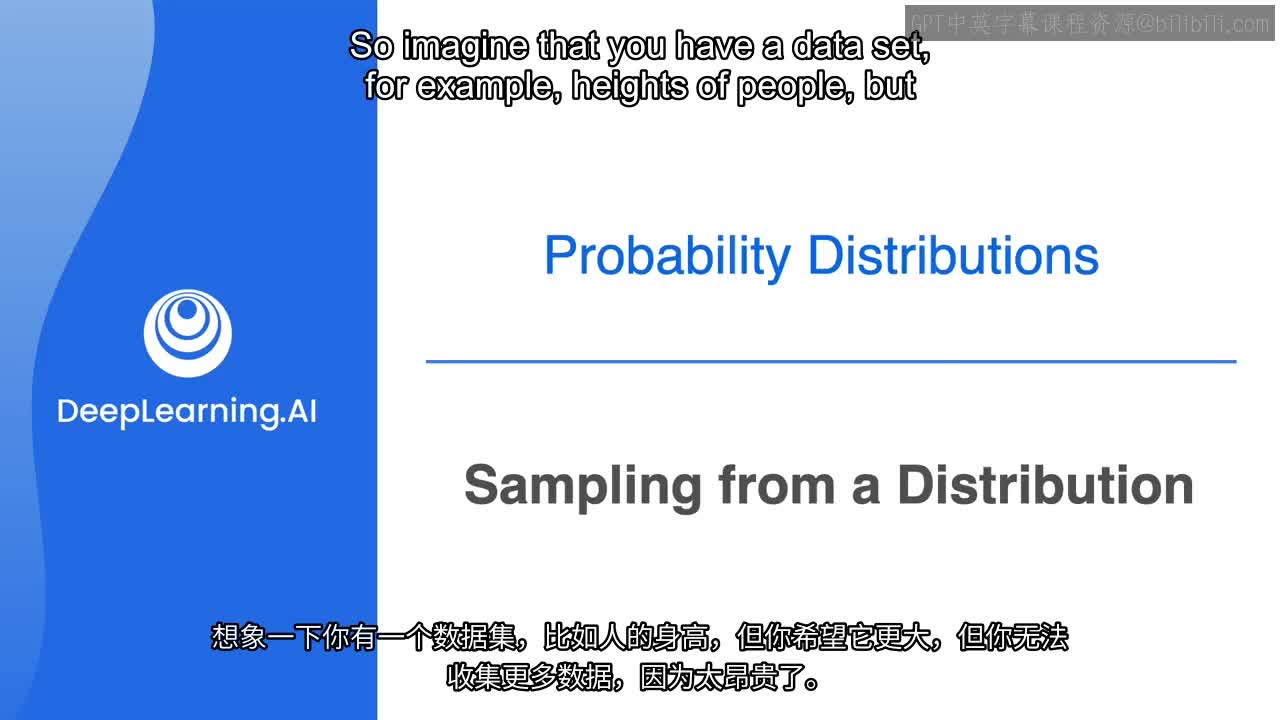 GPT中英字幕课程资源@bilibili.com
So imagine that you have a data set,
for example, heights of people, but
Probability Distributions
DeepLearning.AI
Sampling from a Distribution
想象一下你有一个数据集，比如人的身高，但你希望它更大，但你无法
收集更多数据，因为太昂贵了。